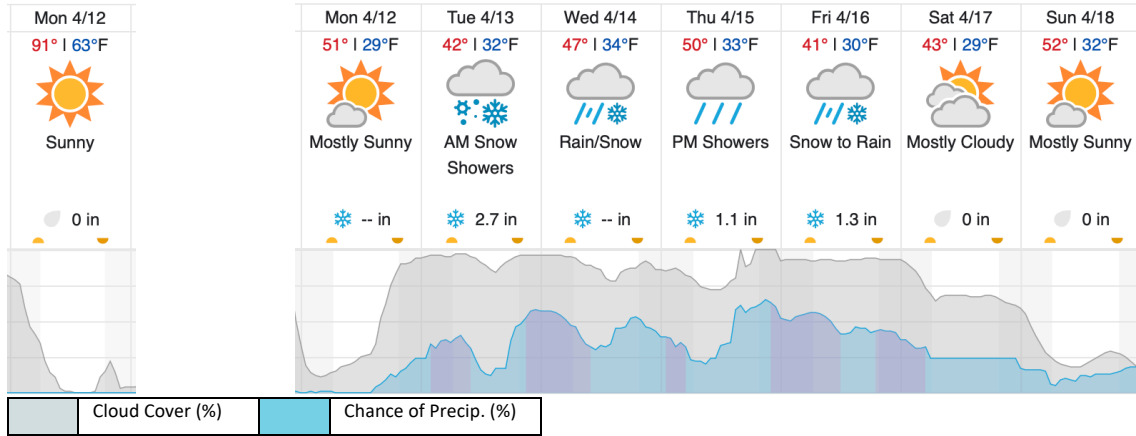 Mon 4/12 Mon 4/12 Tue 4/13 Wed 4/14 Thu 4/15 Fri 4/16 Sat 4/17 Sun 4/18
91° | 63°F 51° | 29°F 42° | 32°F 47° | 34°F 50° | 33°F 41° | 30°F 43° | 29°F 52° | 32°F
Sunny Mostly Sunny AM Snow Rain/Snow PM Showers Snow to Rain Mostly Cloudy Mostly Sunny
Showers
0 in -- in 2.7 in -- in 1.1 in 1.3 in 0 in 0 in
Cloud Cover (%) Chance of Precip. (%)